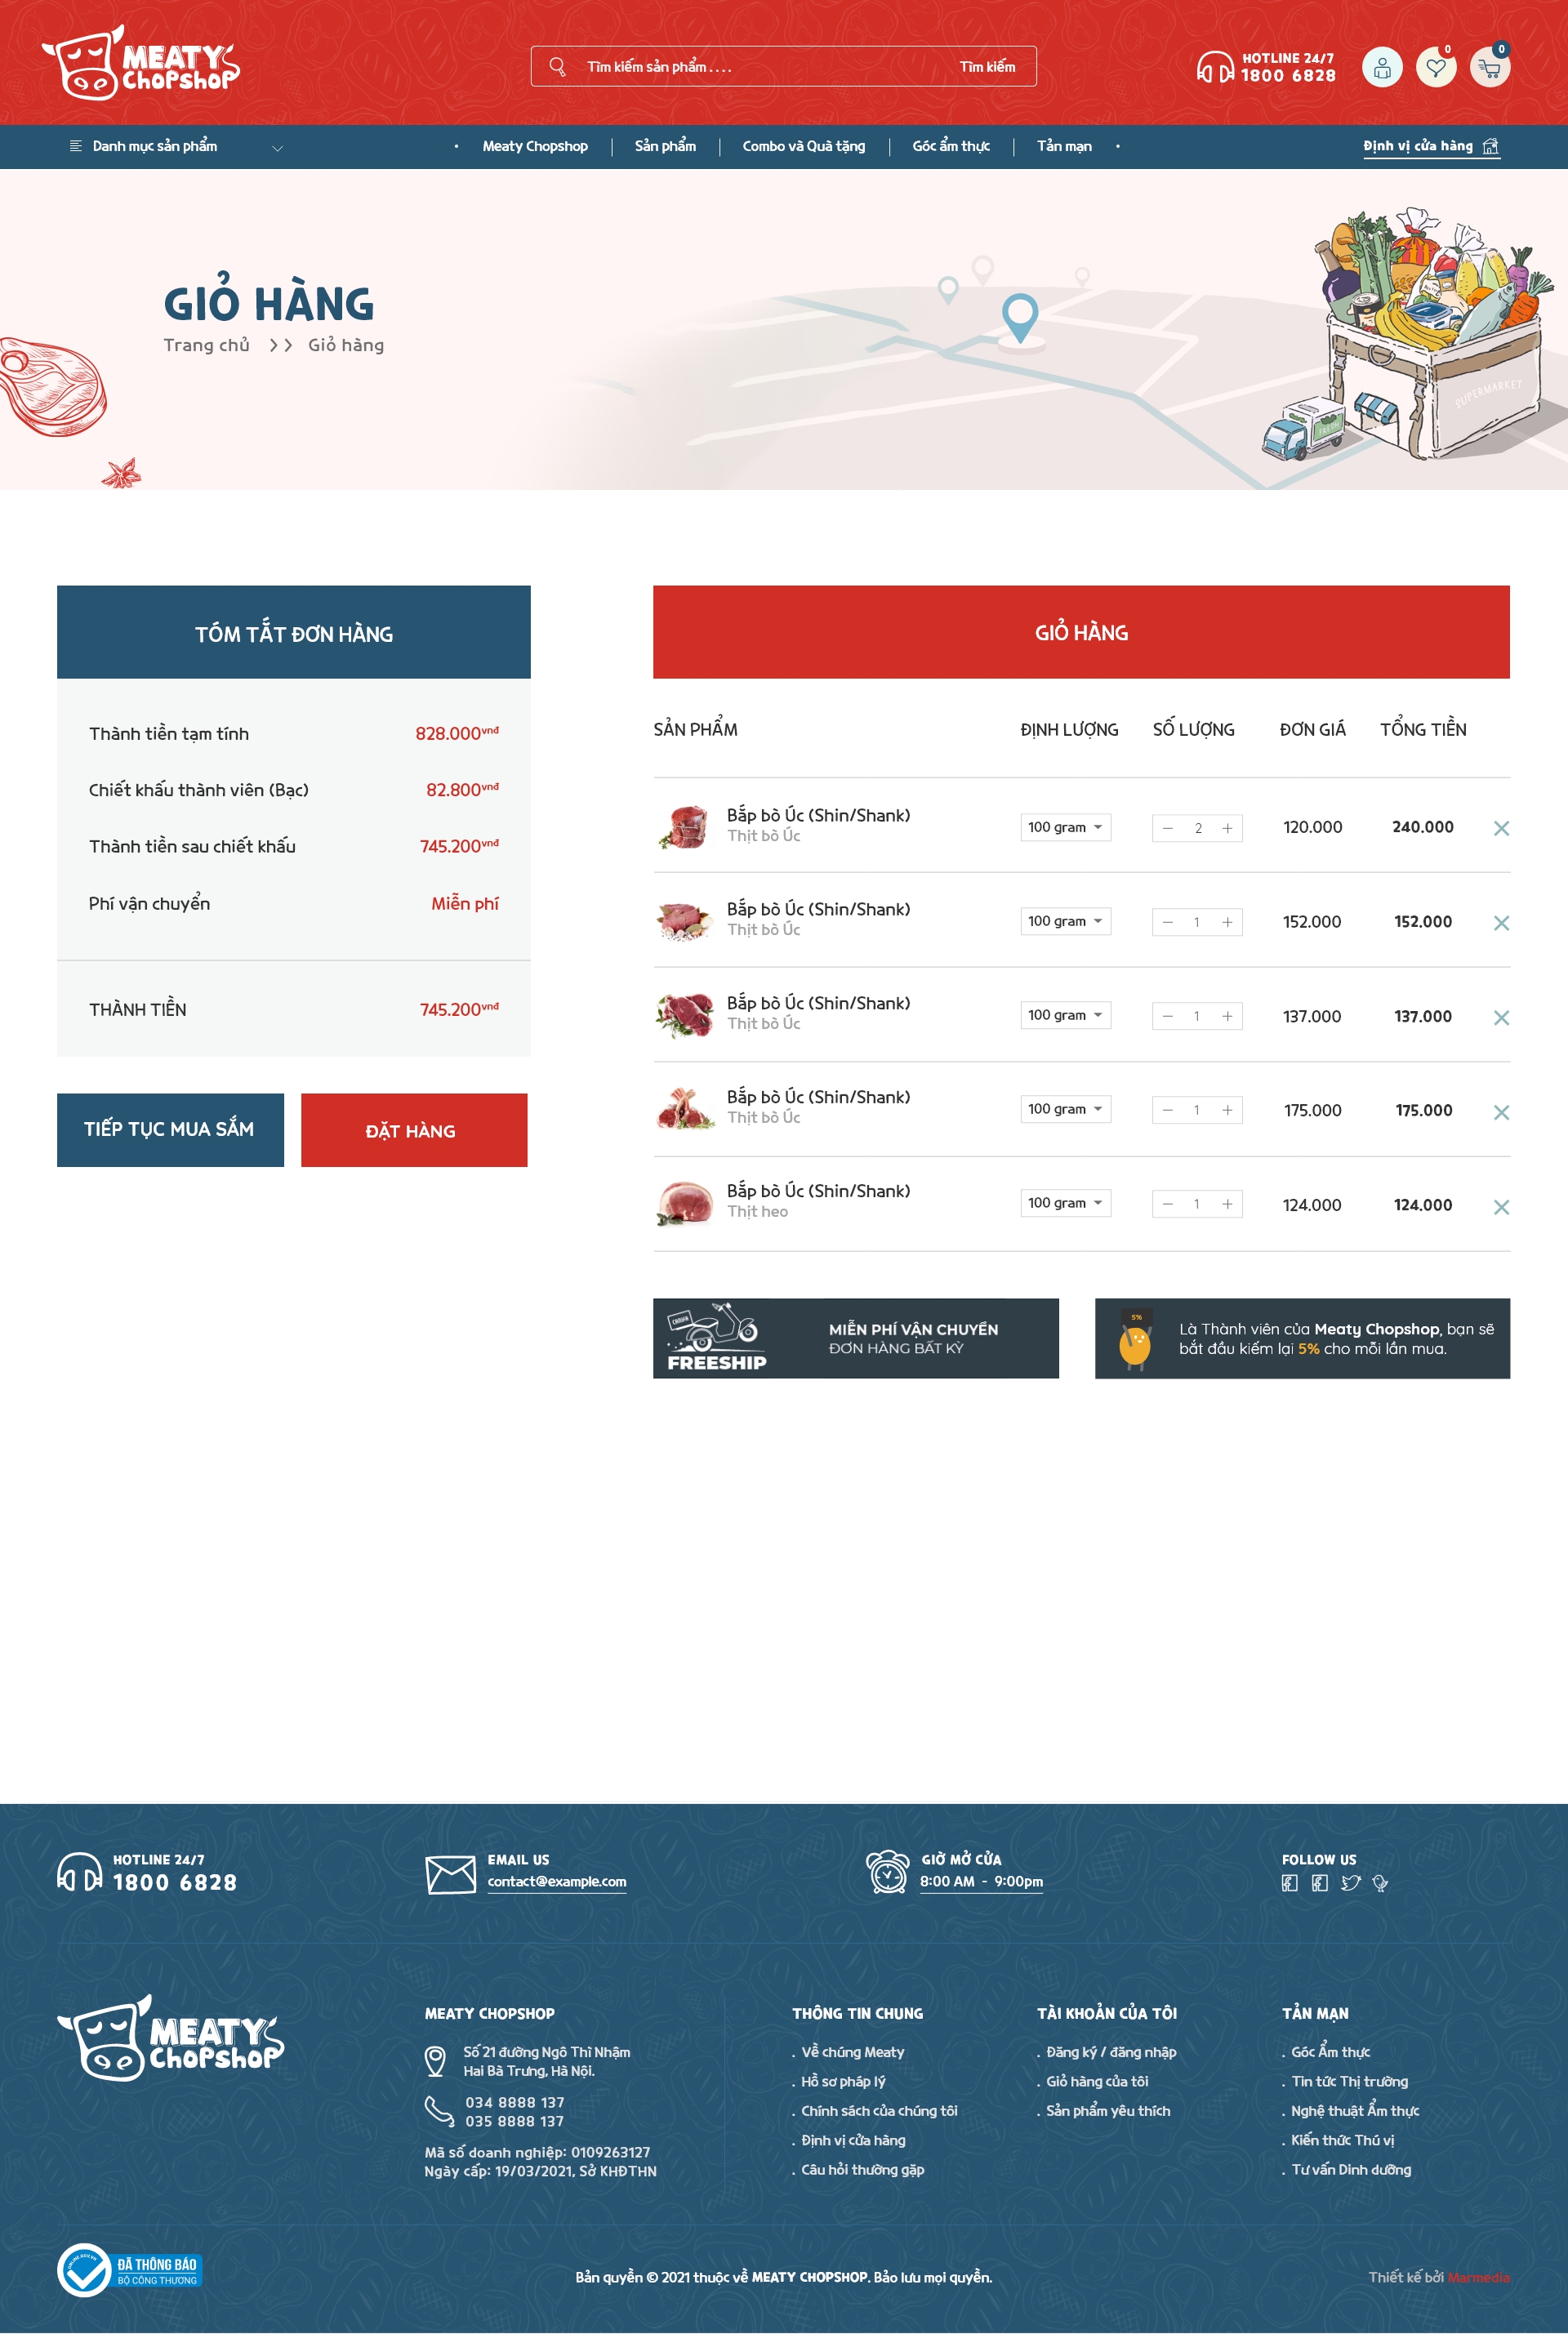 MEATY
ChopshoP
Tìm kiếm sản phẩm . . . .
Tìm kiếm
HOTLINE 24/7
1800 6828
0
0
Danh mục sản phẩm
Meaty Chopshop
Sản phẩm
Combo và Quà tặng
Góc ẩm thực
Tản mạn
Định vị cửa hàng
GIỎ HÀNG
Trang chủ
Giỏ hàng
SUPERMARKET
FRESH
TÓM TẮT ĐƠN HÀNG
Thành tiền tạm tính 828.000vnđ
Chiết khấu thành viên (Bạc) 82.800vnđ
Thành tiền sau chiết khấu 745.200vnđ
Phí vận chuyển Miễn phí
THÀNH TIỀN 745.200vnđ
TIẾP TỤC MUA SẮM
ĐẶT HÀNG
GIỎ HÀNG
SẢN PHẨM ĐỊNH LƯỢNG SỐ LƯỢNG ĐƠN GIÁ TỔNG TIỀN
Bắp bò Úc (Shin/Shank)
Thịt bò Úc
100 gram 2 120.000 240.000
Bắp bò Úc (Shin/Shank)
Thịt bò Úc
100 gram 1 152.000 152.000
Bắp bò Úc (Shin/Shank)
Thịt bò Úc
100 gram 1 137.000 137.000
Bắp bò Úc (Shin/Shank)
Thịt bò Úc
100 gram 1 175.000 175.000
Bắp bò Úc (Shin/Shank)
Thịt heo
100 gram 1 124.000 124.000
FREESHIP
MIỄN PHÍ VẬN CHUYỂN
ĐƠN HÀNG BẤT KỲ
5%
Là Thành viên của Meaty Chopshop, bạn sẽ
bắt đầu kiếm lại 5% cho mỗi lần mua.
HOTLINE 24/7
1800 6828
EMAIL US
contact@example.com
GIỜ MỞ CỬA
8:00 AM - 9:00pm
FOLLOW US
MEATY
ChopshoP
MEATY CHOPSHOP
Số 21 đường Ngô Thì Nhậm
Hai Bà Trưng, Hà Nội.
034 8888 137
035 8888 137
Mã số doanh nghiệp: 0109263127
Ngày cấp: 19/03/2021, Sở KHĐTHN
THÔNG TIN CHUNG
. Về chúng Meaty
. Hồ sơ pháp lý
. Chính sách của chúng tôi
. Định vị cửa hàng
. Câu hỏi thường gặp
TÀI KHOẢN CỦA TÔI
. Đăng ký / đăng nhập
. Giỏ hàng của tôi
. Sản phẩm yêu thích
TẢN MẠN
. Góc Ẩm thực
. Tin tức Thị trường
. Nghệ thuật Ẩm thực
. Kiến thức Thú vị
. Tư vấn Dinh dưỡng
ĐÃ THÔNG BÁO
BỘ CÔNG THƯƠNG
Bản quyền © 2021 thuộc về MEATY CHOPSHOP. Bảo lưu mọi quyền.
Thiết kế bởi Marmedia